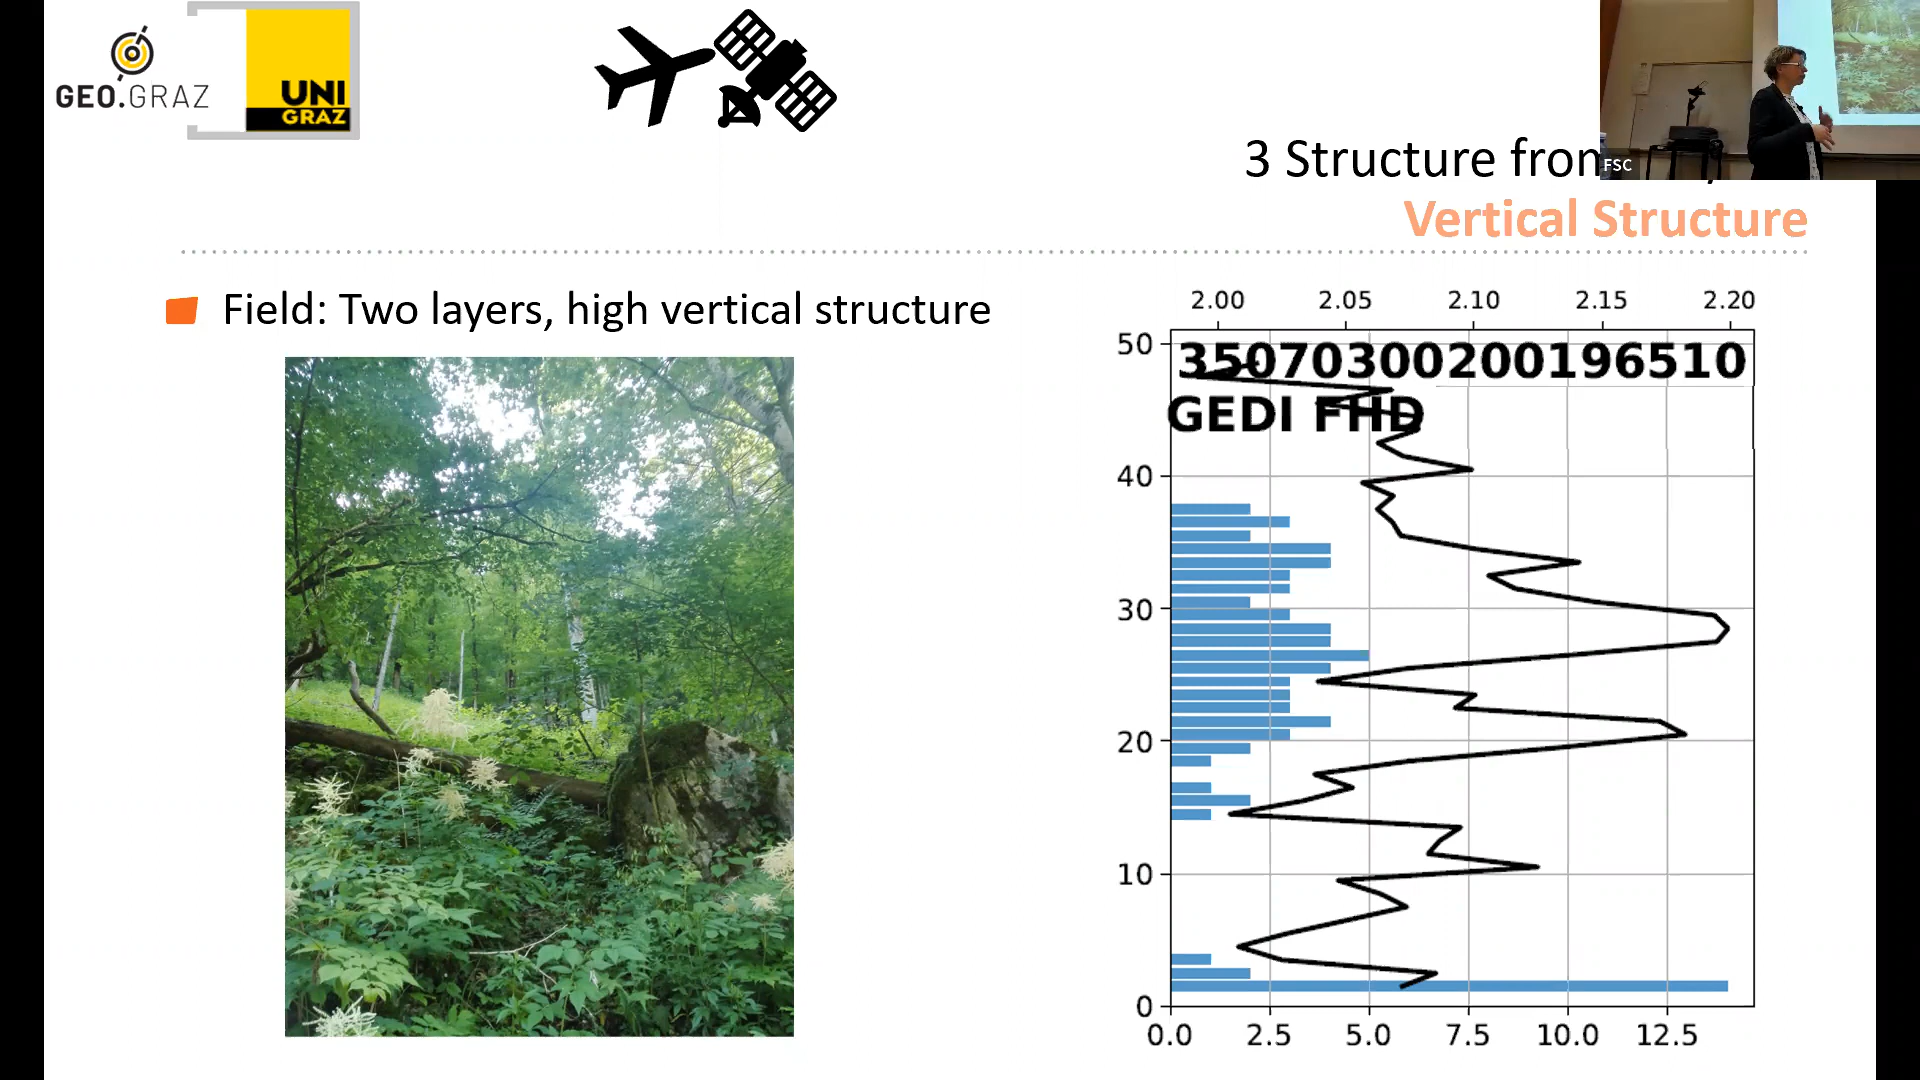 GEO.GRAZ
UNI
GRAZ
FSC
3 Structure from
Vertical Structure
Field: Two layers, high vertical structure
2.00 2.05 2.10 2.15 2.20
35070300200196510
GEDI FHD
50
40
30
20
10
0
0.0 2.5 5.0 7.5 10.0 12.5